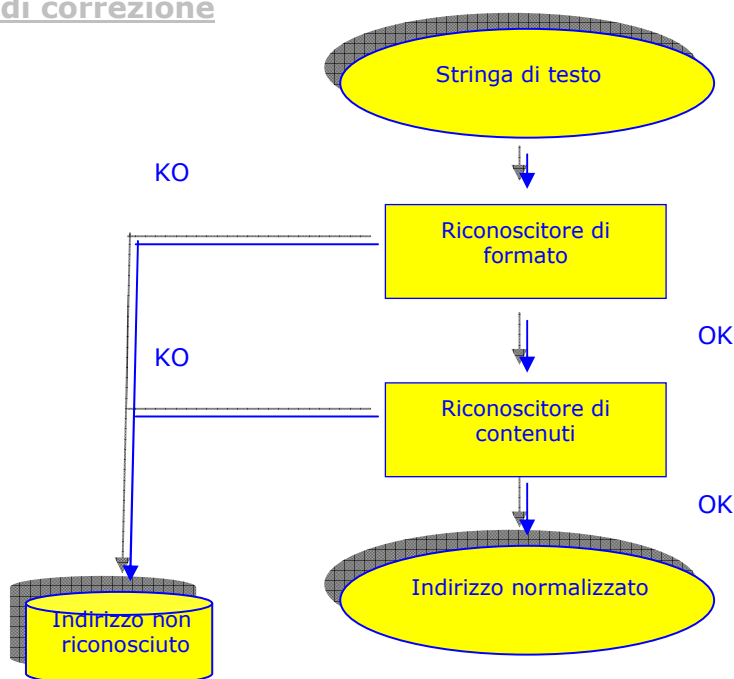 di correzione
Stringa di testo
KO
Riconoscitore di
formato
OK
KO
Riconoscitore di
contenuti
OK
Indirizzo normalizzato
Indirizzo non
riconosciuto